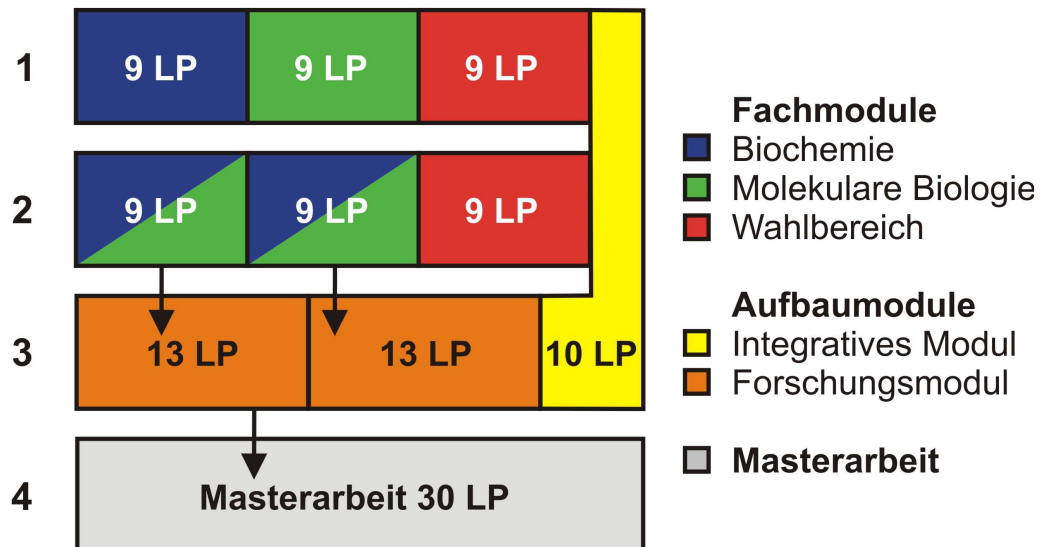 1
9 LP
9 LP
9 LP
2
9 LP
9 LP
9 LP
3
13 LP
13 LP
10 LP
4
Masterarbeit 30 LP
Fachmodule
Biochemie
Molekulare Biologie
Wahlbereich
Aufbaumodule
Integratives Modul
Forschungsmodul
Masterarbeit